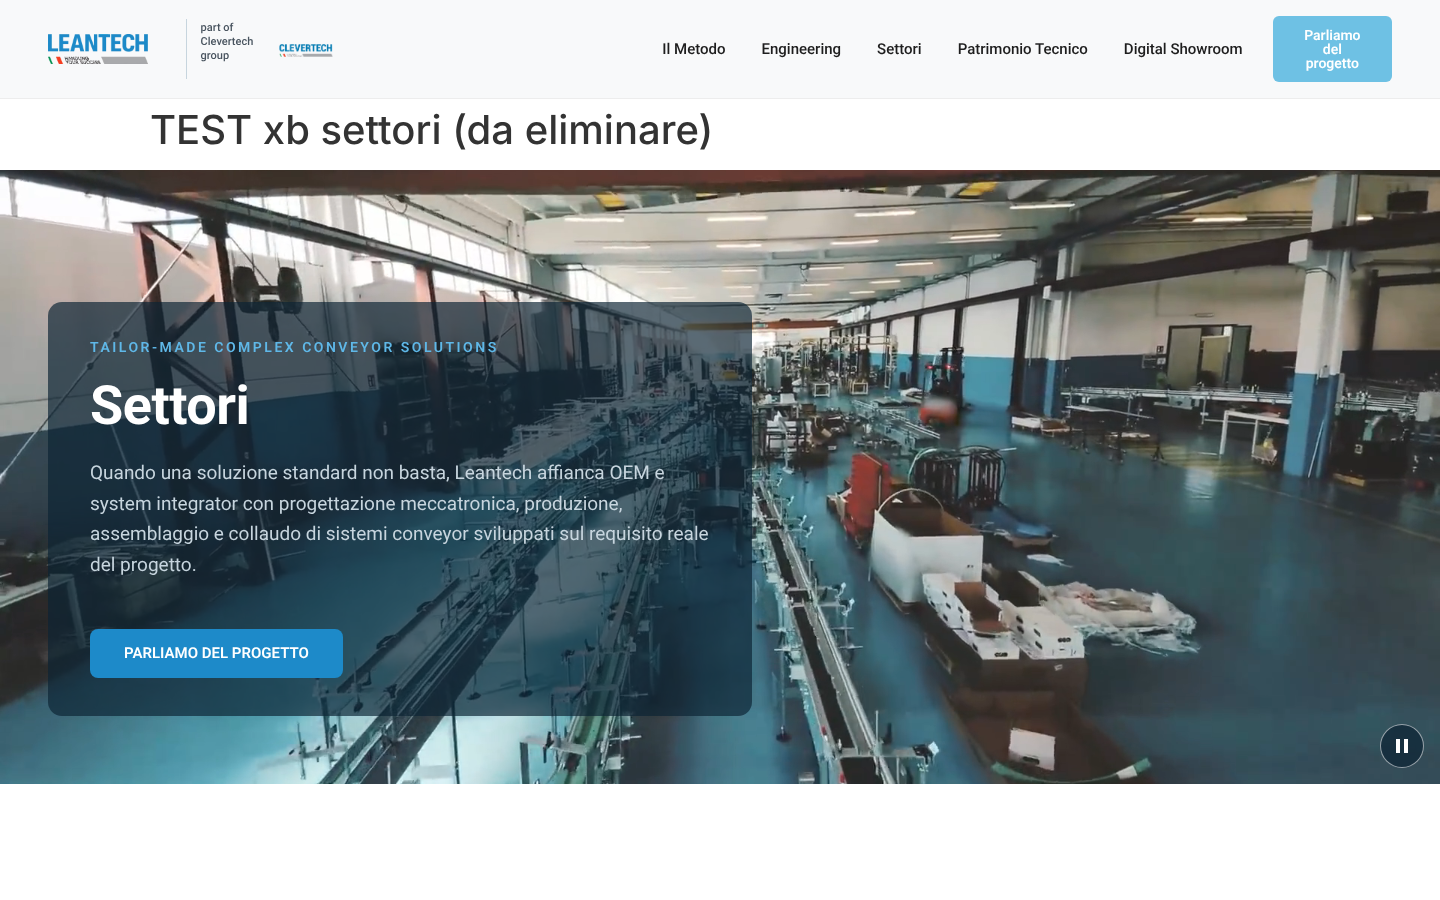 LEANTECH
part of
Clevertech
group
CLEVERTECH
Il Metodo
Engineering
Settori
Patrimonio Tecnico
Digital Showroom
Parliamo
del
progetto
TEST xb settori (da eliminare)
TAILOR-MADE COMPLEX CONVEYOR SOLUTIONS
Settori
Quando una soluzione standard non basta, Leantech affianca OEM e
system integrator con progettazione meccatronica, produzione,
assemblaggio e collaudo di sistemi conveyor sviluppati sul requisito reale
del progetto.
PARLIAMO DEL PROGETTO